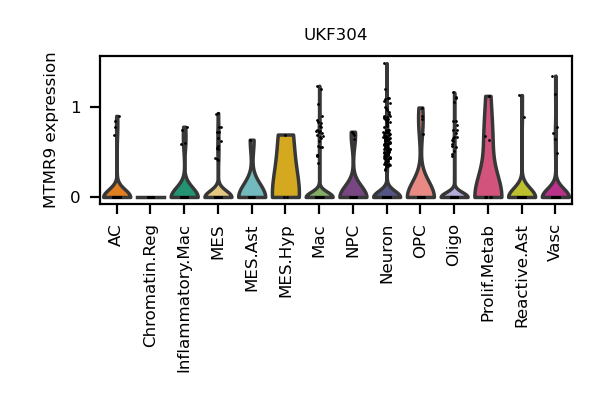 UKF304
MTMR9 expression
1
0
AC
Chromatin.Reg
Inflammatory.Mac
MES
MES.Ast
MES.Hyp
Mac
NPC
Neuron
OPC
Oligo
Prolif.Metab
Reactive.Ast
Vasc